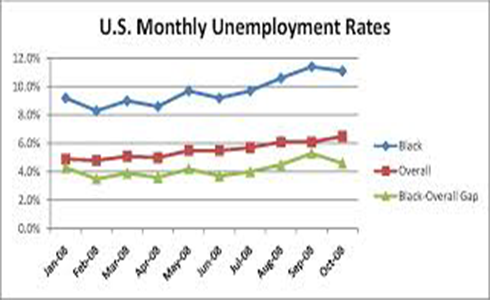 U.S. Monthly Unemployment Rates
12.0%
10.0%
8.0%
6.0%
4.0%
2.0%
0.0%
Black
Overall
Black-Overall Gap
Jan-08
Feb-08
Mar-08
Apr-08
May-08
Jun-08
Jul-08
Aug-08
Sep-08
Oct-08